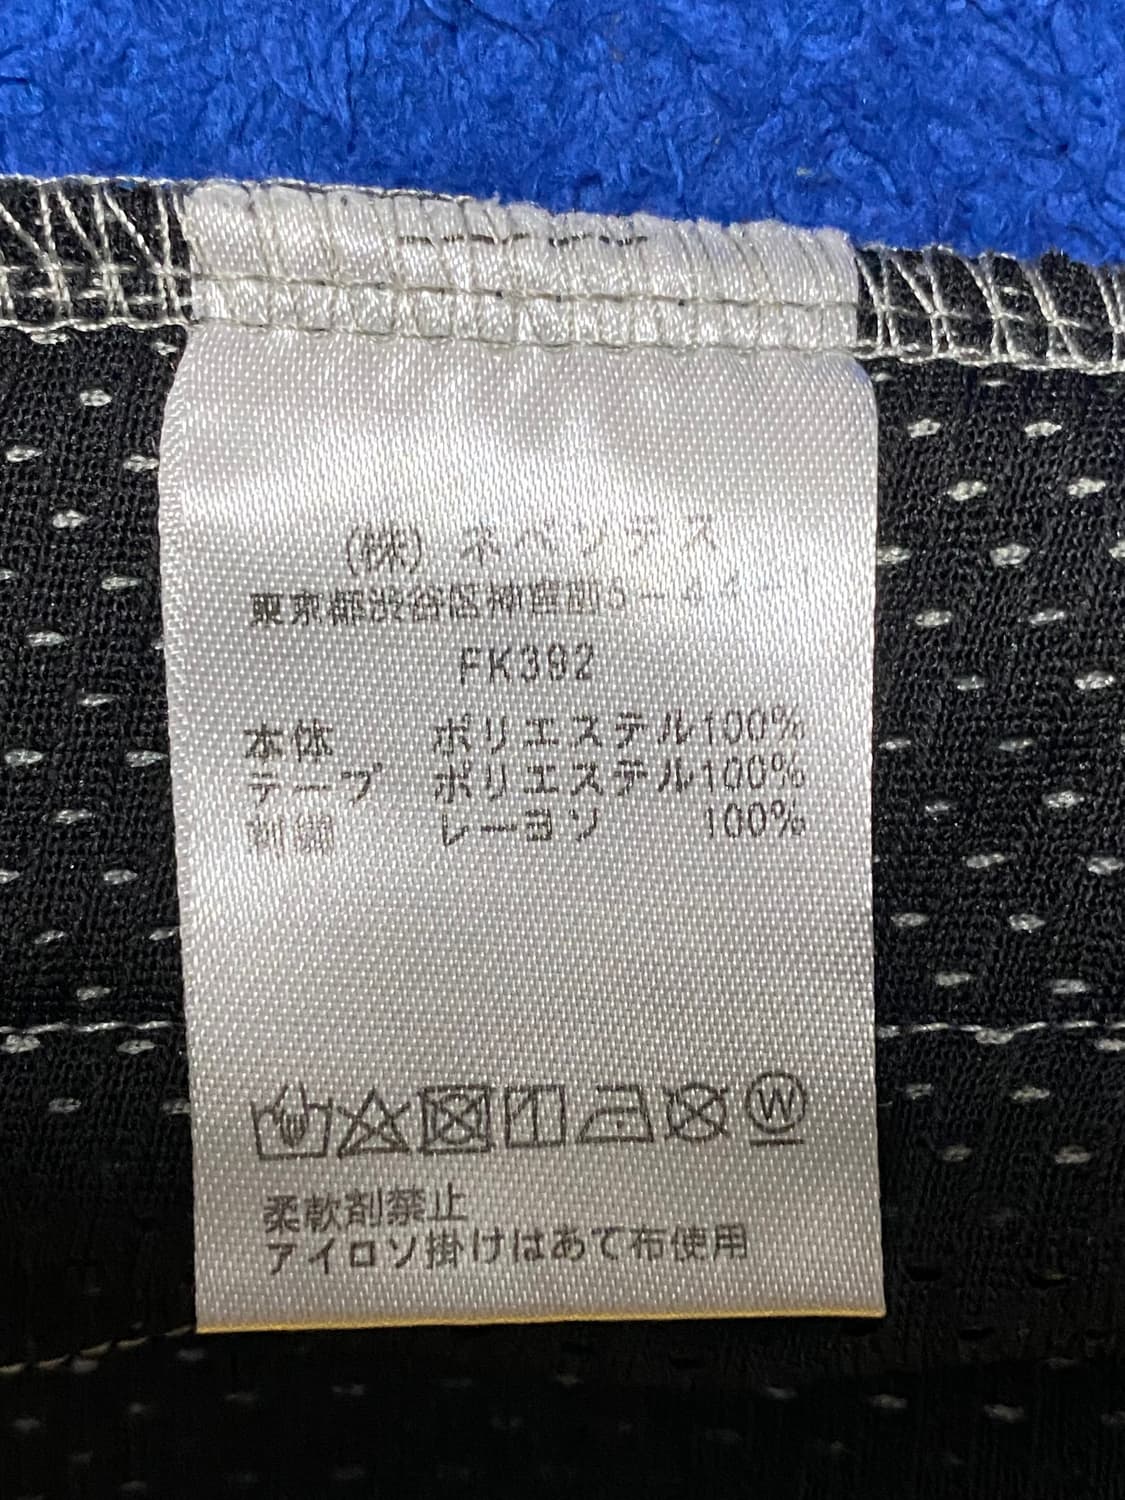 (株) ネペンテス
東京都渋谷区神宮前5-44-1
FK392
本体 ポリエステル100%
テープ ポリエステル100%
刺繍 レーヨン 100%
W
柔軟剤禁止
アイロン掛けはあて布使用